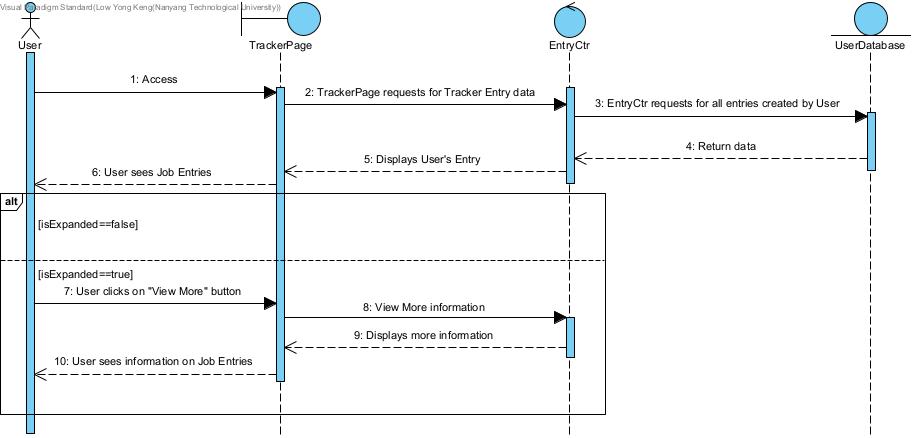 Visual Paradigm Standard(Low Yong Keng(Nanyang Technological University))
User
TrackerPage
EntryCtr
UserDatabase
1: Access
2: TrackerPage requests for Tracker Entry data
3: EntryCtr requests for all entries created by User
4: Return data
5: Displays User's Entry
6: User sees Job Entries
alt
[isExpanded==false]
[isExpanded==true]
7: User clicks on "View More" button
8: View More information
9: Displays more information
10: User sees information on Job Entries